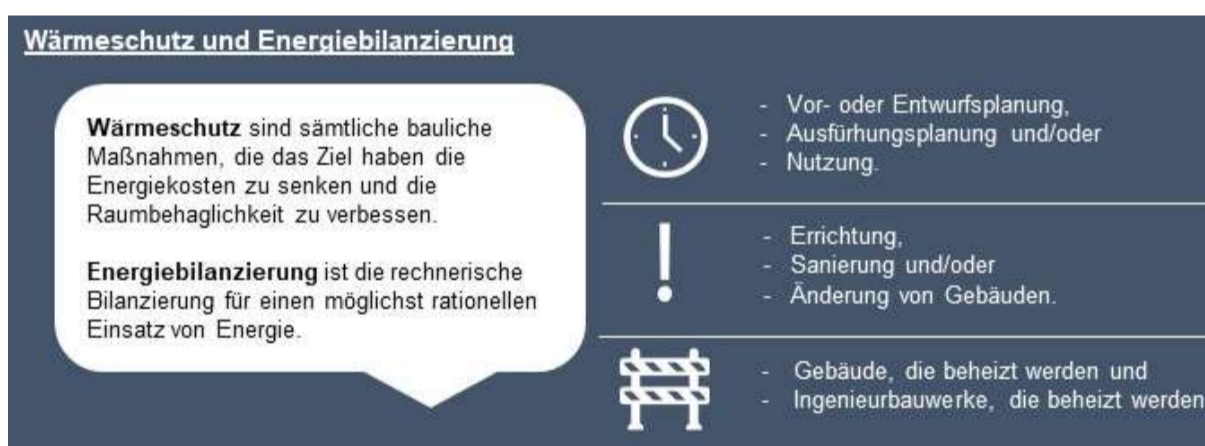 Wärmeschutz und Energiebilanzierung
Wärmeschutz sind sämtliche bauliche
Maßnahmen, die das Ziel haben die
Energiekosten zu senken und die
Raumbehaglichkeit zu verbessen.
Energiebilanzierung ist die rechnerische
Bilanzierung für einen möglichst rationellen
Einsatz von Energie.
- Vor- oder Entwurfsplanung,
- Ausfürhungsplanung und/oder
- Nutzung.
- Errichtung,
- Sanierung und/oder
- Änderung von Gebäuden.
- Gebäude, die beheizt werden und
- Ingenieurbauwerke, die beheizt werden